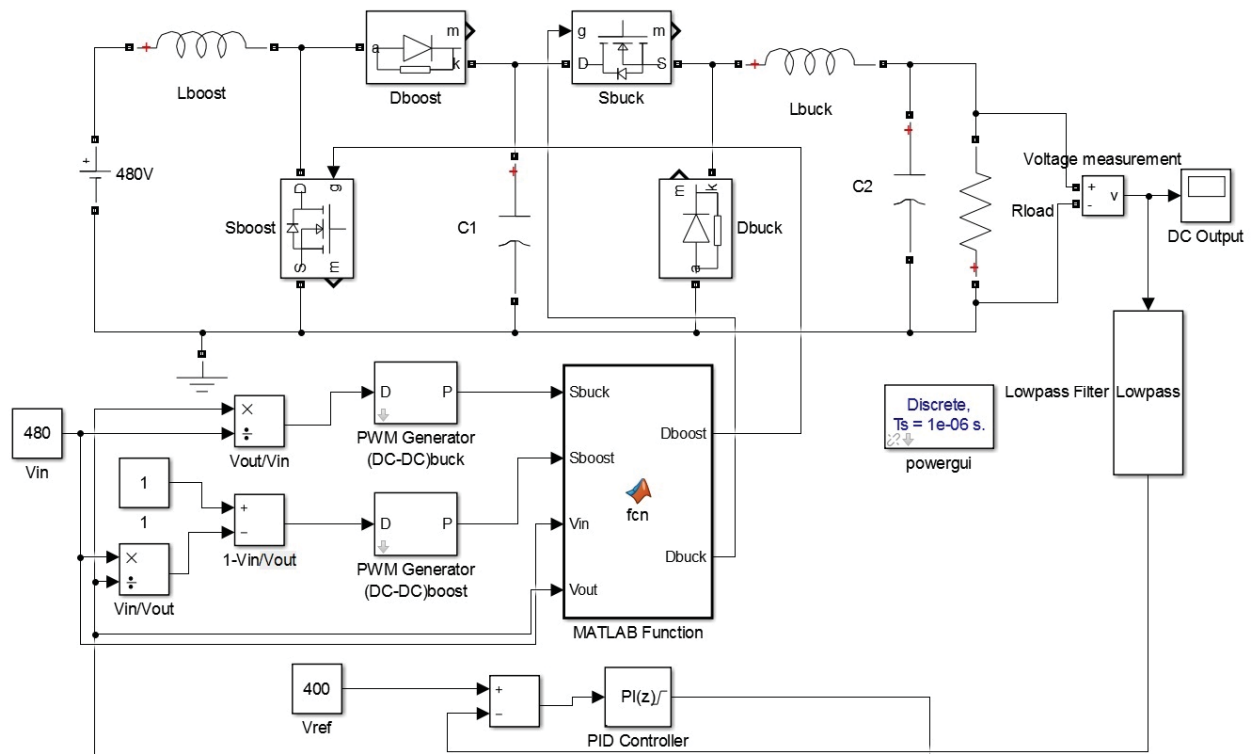 m
g
m
a
k
D
S
Dboost
Sbuck
Lboost
Lbuck
+
480V
D
g
S
m
Sboost
C1
m
k
a
Dbuck
C2
Voltage measurement
Rload
+
-
v
DC Output
480
Vin
×
÷
Vout/Vin
D
P
PWM Generator
(DC-DC)buck
1
1
+
−
1-Vin/Vout
D
P
PWM Generator
(DC-DC)boost
×
÷
Vin/Vout
Sbuck
Sboost
Vin
Vout
Dboost
Dbuck
fcn
MATLAB Function
Discrete,
Ts = 1e-06 s.
powergui
Lowpass Filter
Lowpass
400
Vref
+
−
PI(z)
PID Controller